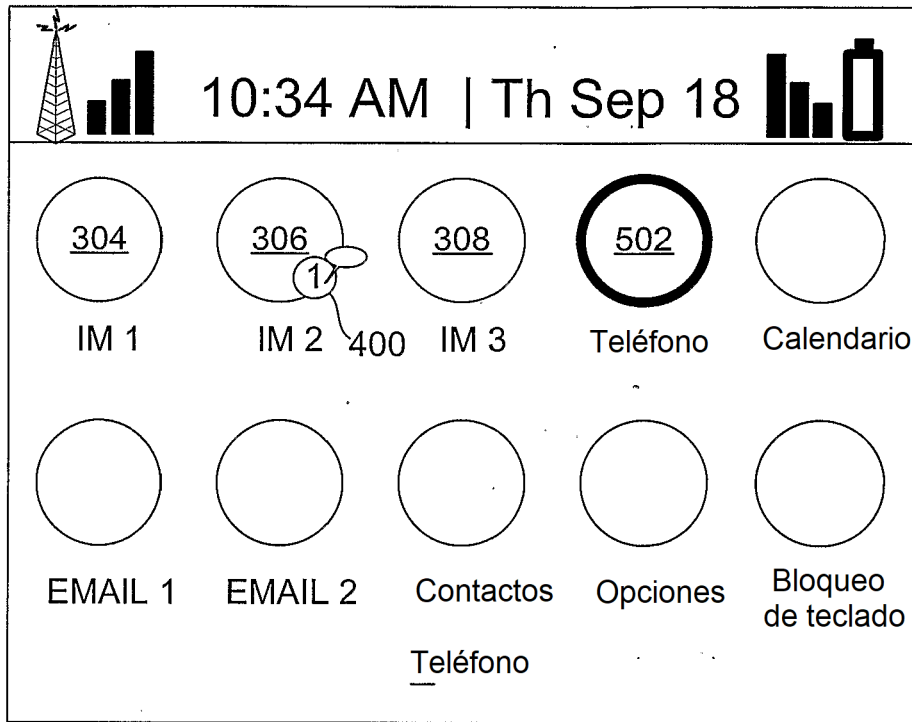 10:34 AM | Th Sep 18
304 306 308 502
1
IM 1 IM 2 400 IM 3 Teléfono Calendario
EMAIL 1 EMAIL 2 Contactos Opciones Bloqueo
de teclado
Teléfono